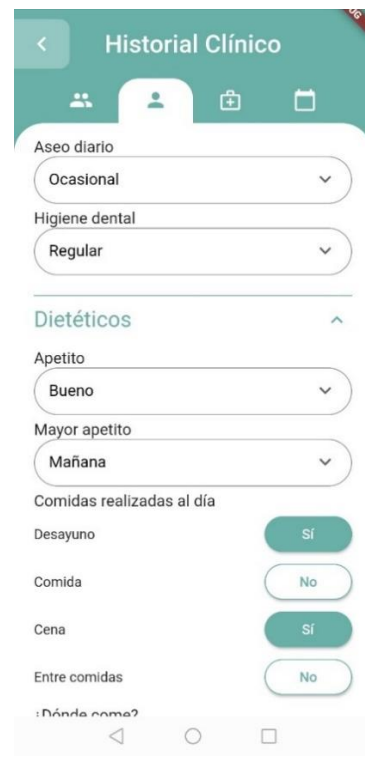 Historial Clínico
Aseo diario
Ocasional
Higiene dental
Regular
Dietéticos
Apetito
Bueno
Mayor apetito
Mañana
Comidas realizadas al día
Desayuno
Sí
Comida
No
Cena
Sí
Entre comidas
No
¿Dónde come?